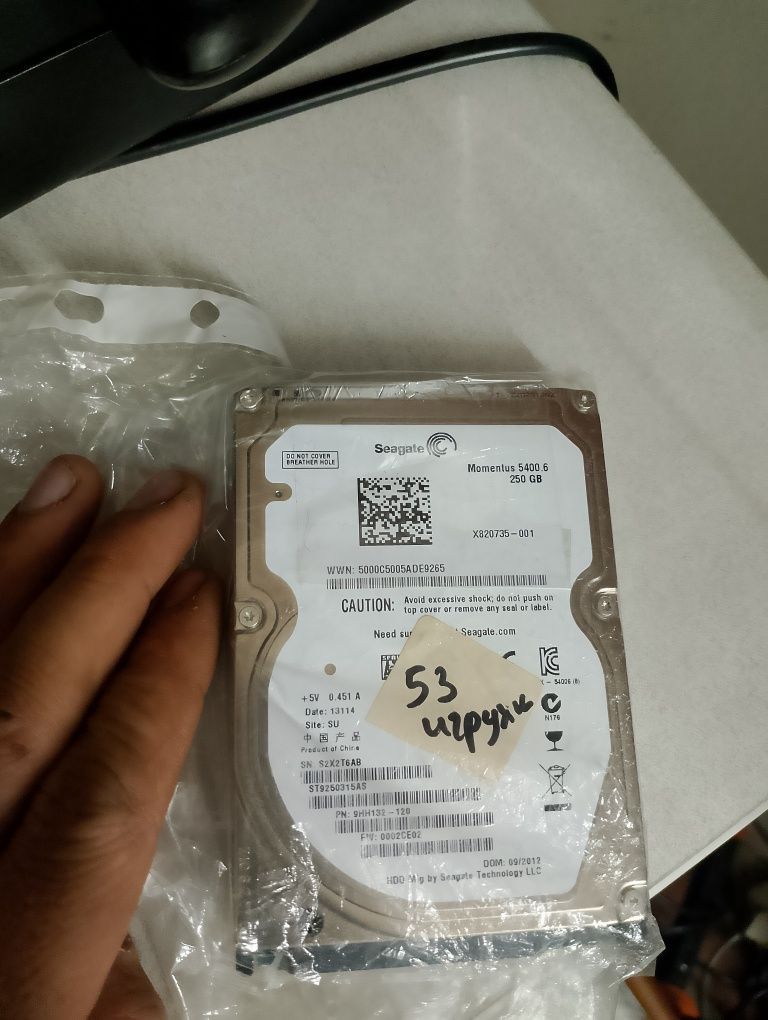 DO NOT COVER
BREATHER HOLE
Seagate
Momentus 5400.6
250 GB
X820735-001
WWN: 5000C5005ADE9265
CAUTION: Avoid excessive shock; do not push on
top cover or remove any seal or label.
Need Seagate.com
53
игрушки
+5V 0.451 A
Date: 13114
Site: SU
中国产品
Product of China
N176
SN: S2X2T6AB
ST9250315AS
PN: 9HH132-120
FW: 0002CE02
DOM: 09/2012
HDD Mfg by Seagate Technology LLC